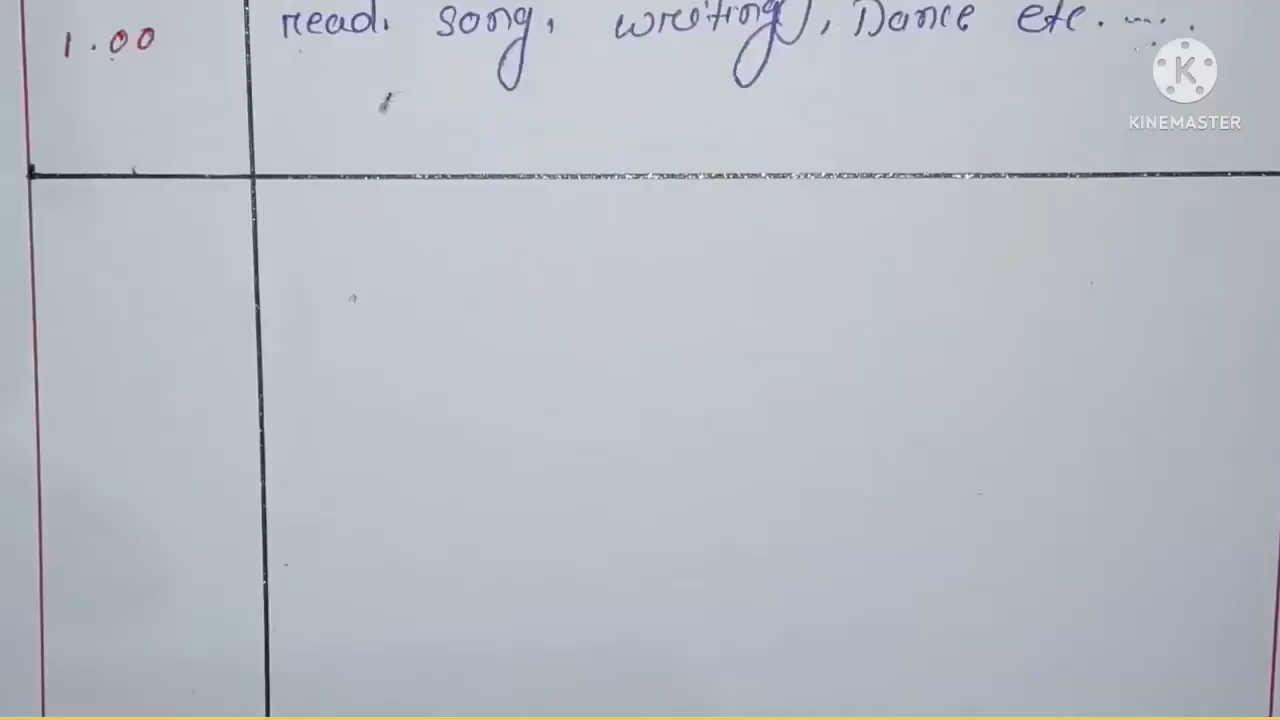 1.00 read. song, writing, Dance etc. ....
KINEMASTER